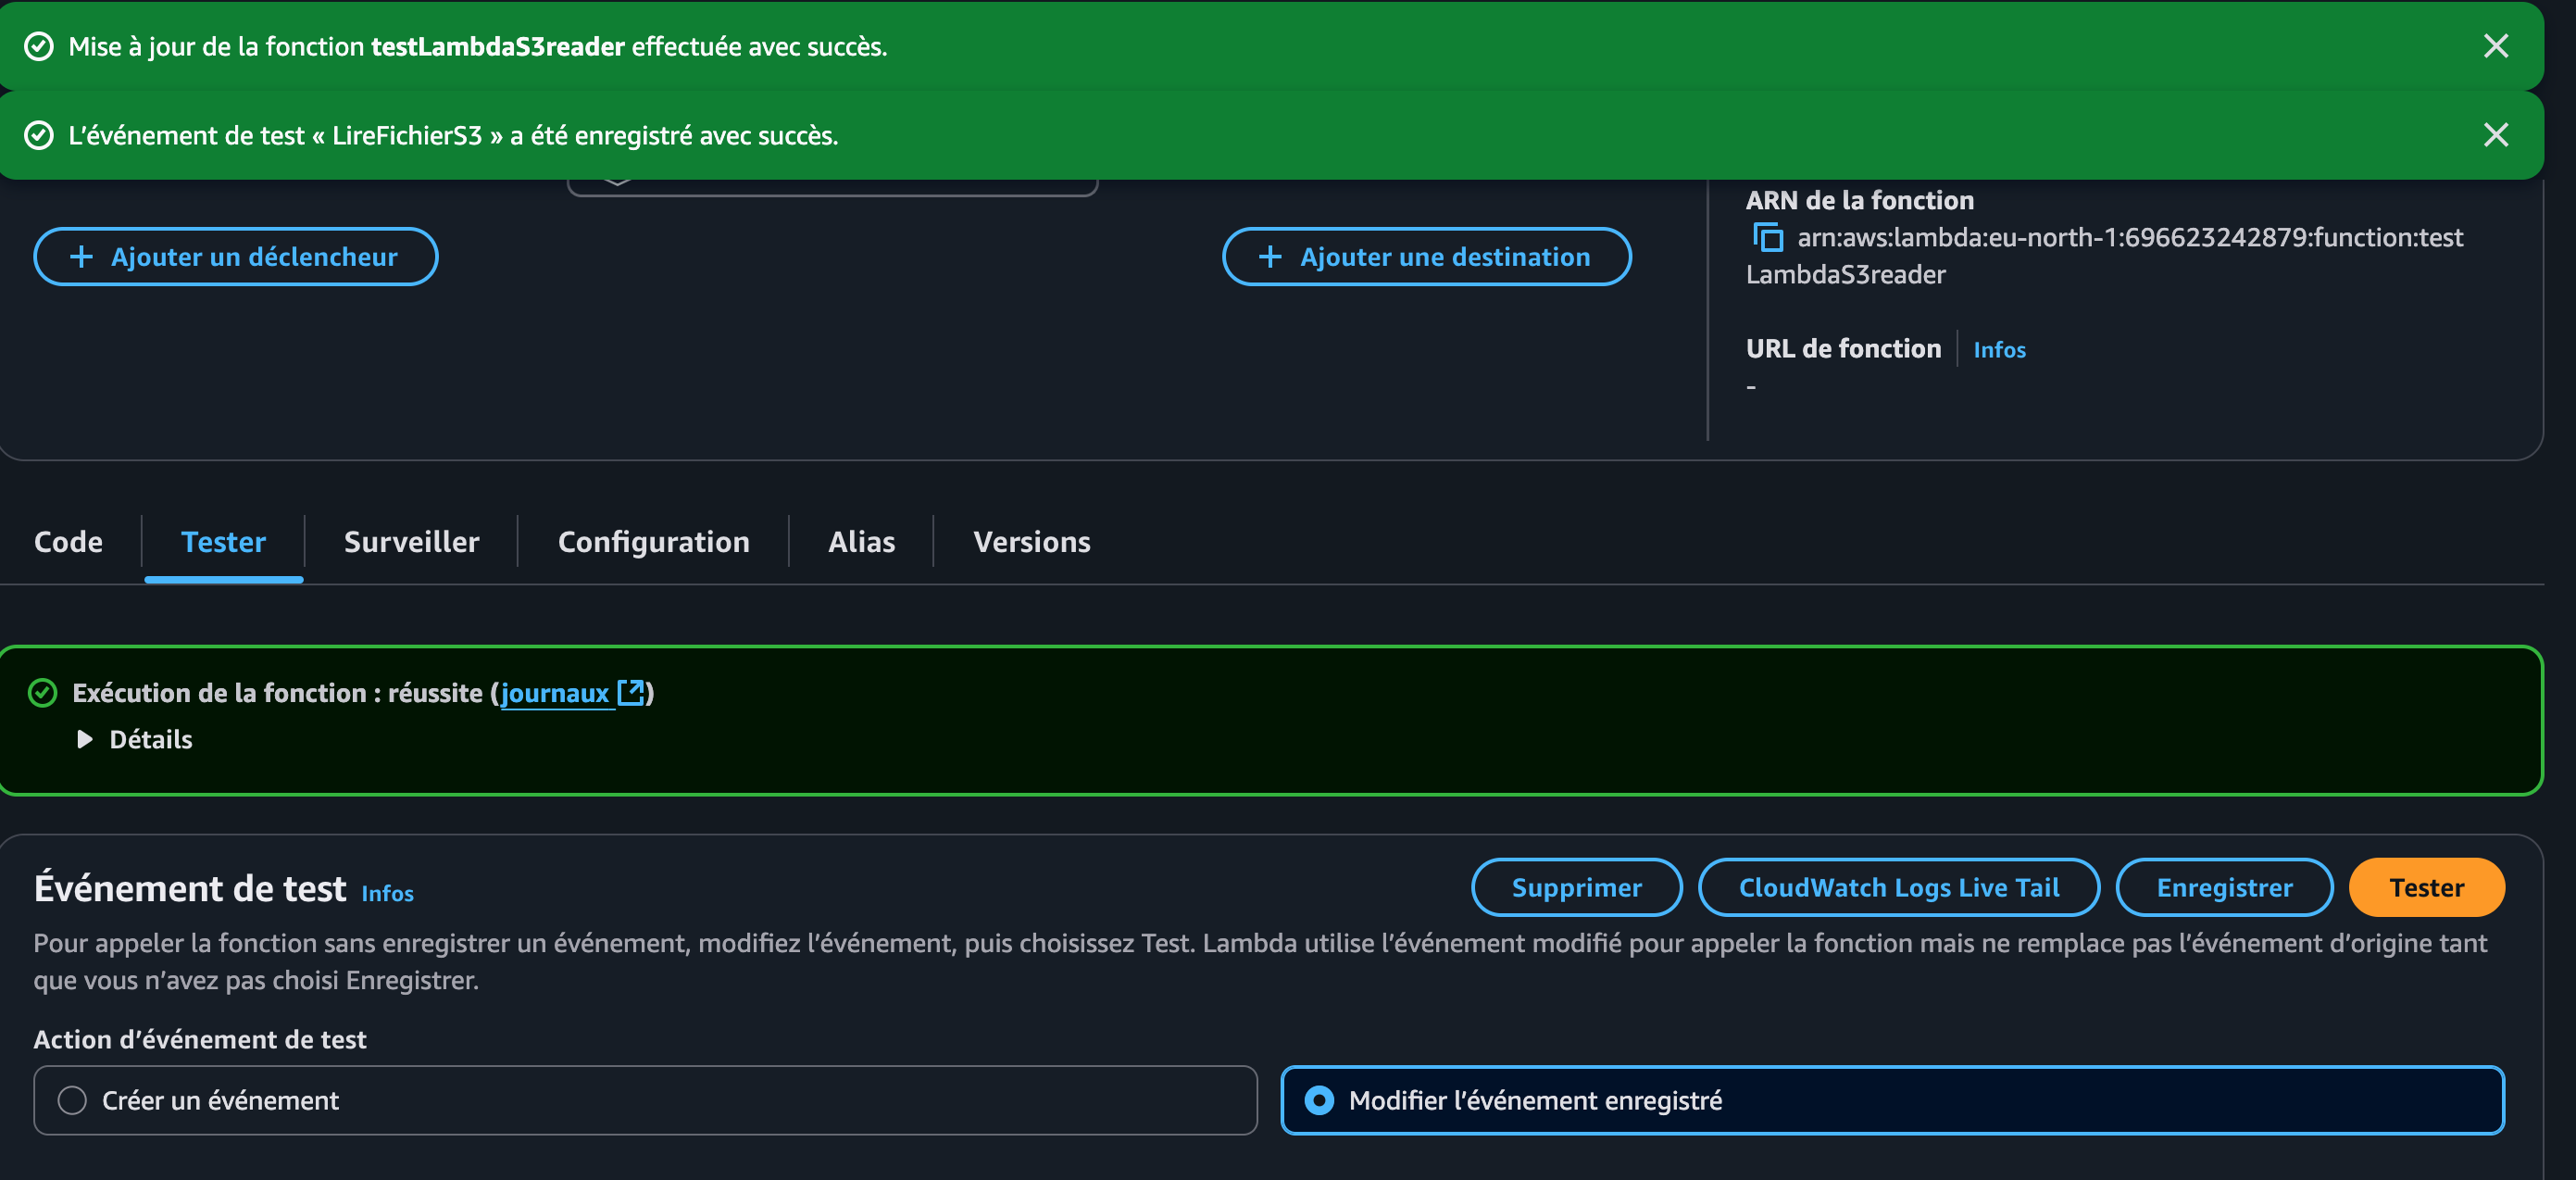 Mise à jour de la fonction testLambdaS3reader effectuée avec succès.
L'événement de test « LireFichierS3 » a été enregistré avec succès.
+ Ajouter un déclencheur
+ Ajouter une destination
ARN de la fonction
arn:aws:lambda:eu-north-1:696623242879:function:test
LambdaS3reader
URL de fonction
Infos
-
Code
Tester
Surveiller
Configuration
Alias
Versions
Exécution de la fonction : réussite (journaux)
Détails
Événement de test Infos
Supprimer
CloudWatch Logs Live Tail
Enregistrer
Tester
Pour appeler la fonction sans enregistrer un événement, modifiez l'événement, puis choisissez Test. Lambda utilise l'événement modifié pour appeler la fonction mais ne remplace pas l'événement d'origine tant
que vous n'avez pas choisi Enregistrer.
Action d'événement de test
Créer un événement
Modifier l'événement enregistré